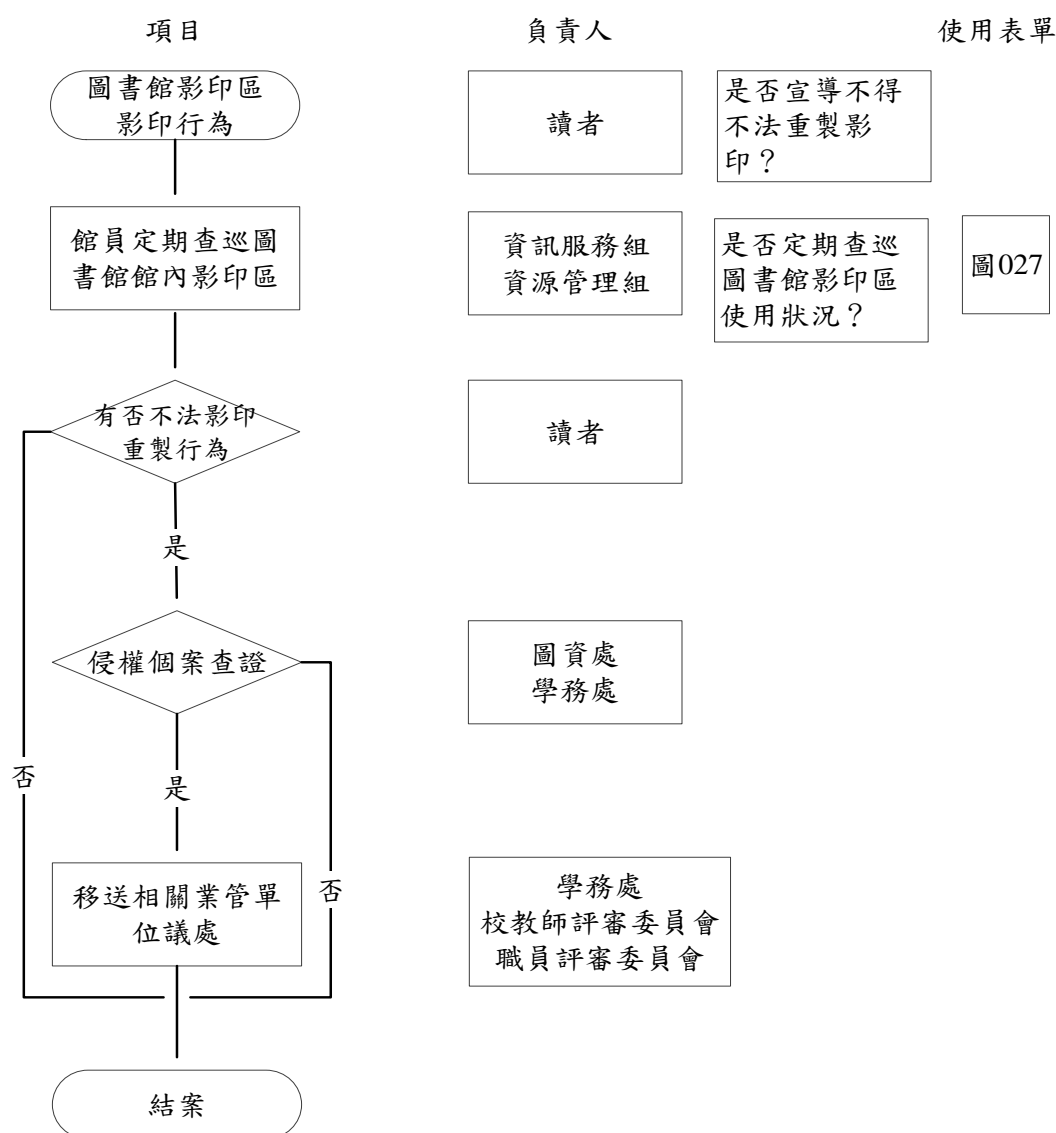 項目
負責人
使用表單
圖書館影印區
影印行為
讀者
是否宣導不得
不法重製影
印？
館員定期查巡圖
書館館內影印區
資訊服務組
資源管理組
是否定期查巡
圖書館影印區
使用狀況？
圖027
有否不法影印
重製行為
讀者
是
侵權個案查證
圖資處
學務處
否
是
移送相關業管單
位議處
否
學務處
校教師評審委員會
職員評審委員會
結案